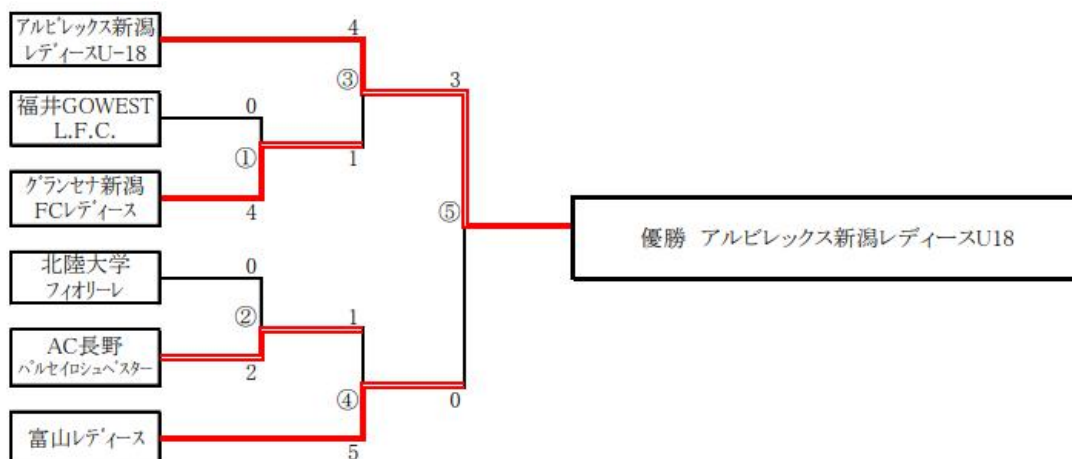 アルビレックス新潟
レディースU-18
4
③
3
福井GOWEST
L.F.C.
0
①
1
グランセナ新潟
FCレディース
4
⑤
優勝 アルビレックス新潟レディースU18
北陸大学
フィオリーレ
0
②
1
AC長野
パルセイロシュベスター
2
④
0
富山レディース
5